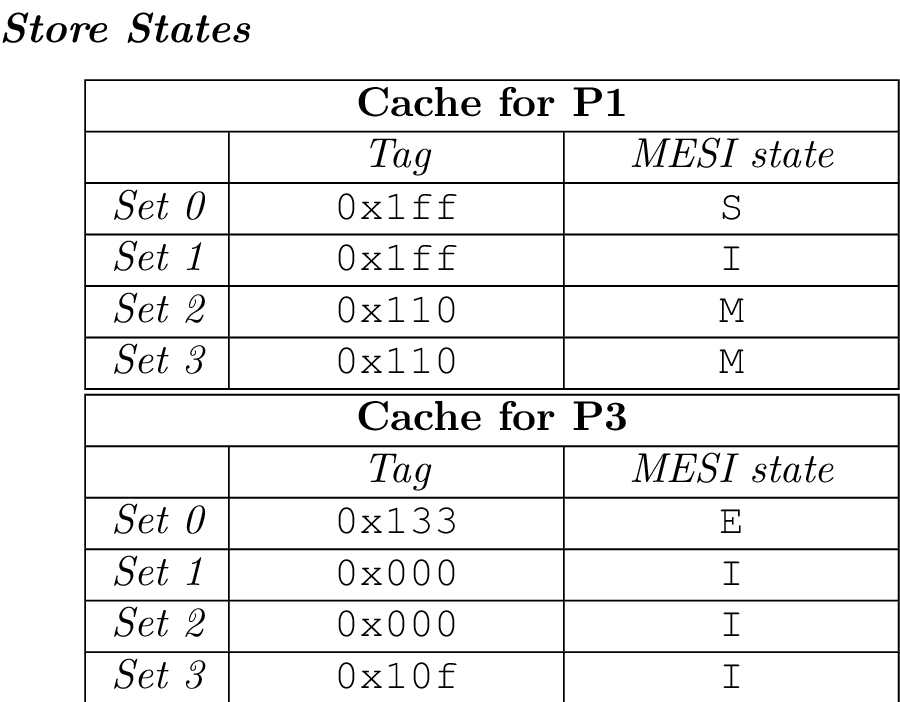 Store States
Cache for P1
Tag MESI state
Set 0 0x1ff S
Set 1 0x1ff I
Set 2 0x110 M
Set 3 0x110 M
Cache for P3
Tag MESI state
Set 0 0x133 E
Set 1 0x000 I
Set 2 0x000 I
Set 3 0x10f I